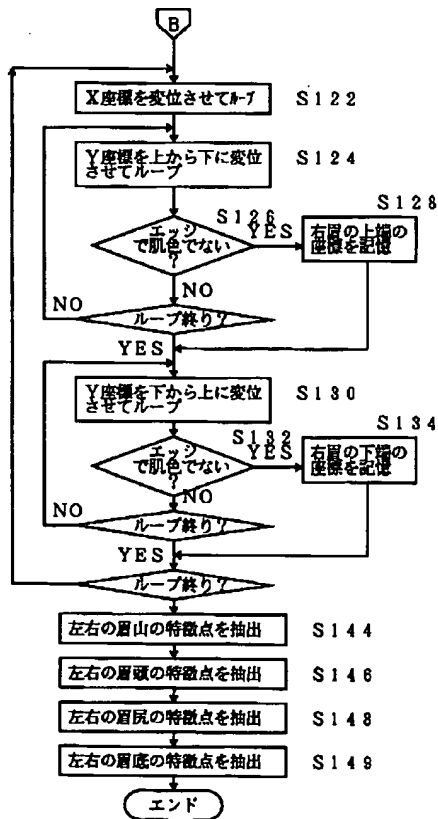 B
X座標を変位させてループ
S122
Y座標を上から下に変位
させてループ
S124
S126
エッジ
で肌色でない
?
YES
S128
右眉の上端の
座標を記憶
NO
NO
ループ終り?
YES
Y座標を下から上に変位
させてループ
S130
S132
エッジ
で肌色でない
?
YES
S134
右眉の下端の
座標を記憶
NO
NO
ループ終り?
YES
ループ終り?
左右の眉山の特徴点を抽出
S144
左右の眉頭の特徴点を抽出
S146
左右の眉尻の特徴点を抽出
S148
左右の眉底の特徴点を抽出
S149
エンド